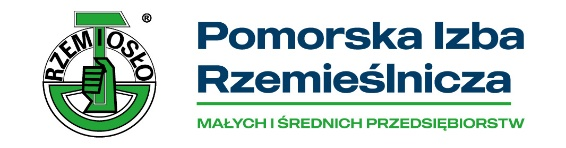 RZEMIOSŁO ®
Pomorska Izba
Rzemieślnicza
MAŁYCH I ŚREDNICH PRZEDSIĘBIORSTW